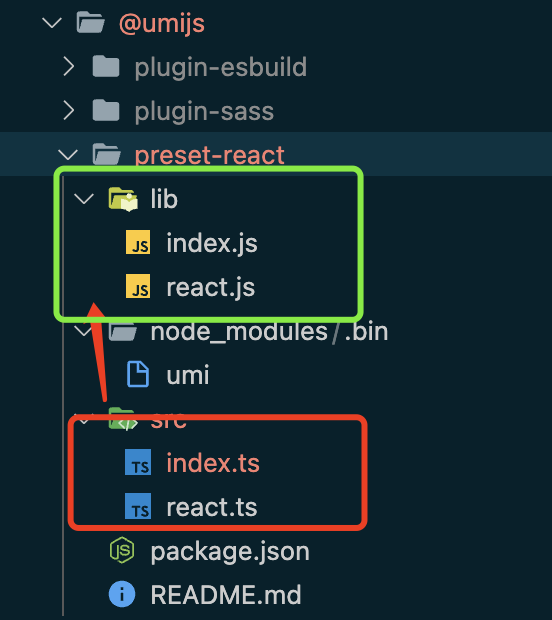 @umijs
plugin-esbuild
plugin-sass
preset-react
lib
JS index.js
JS react.js
node_modules/.bin
umi
src
TS index.ts
TS react.ts
JS package.json
i README.md